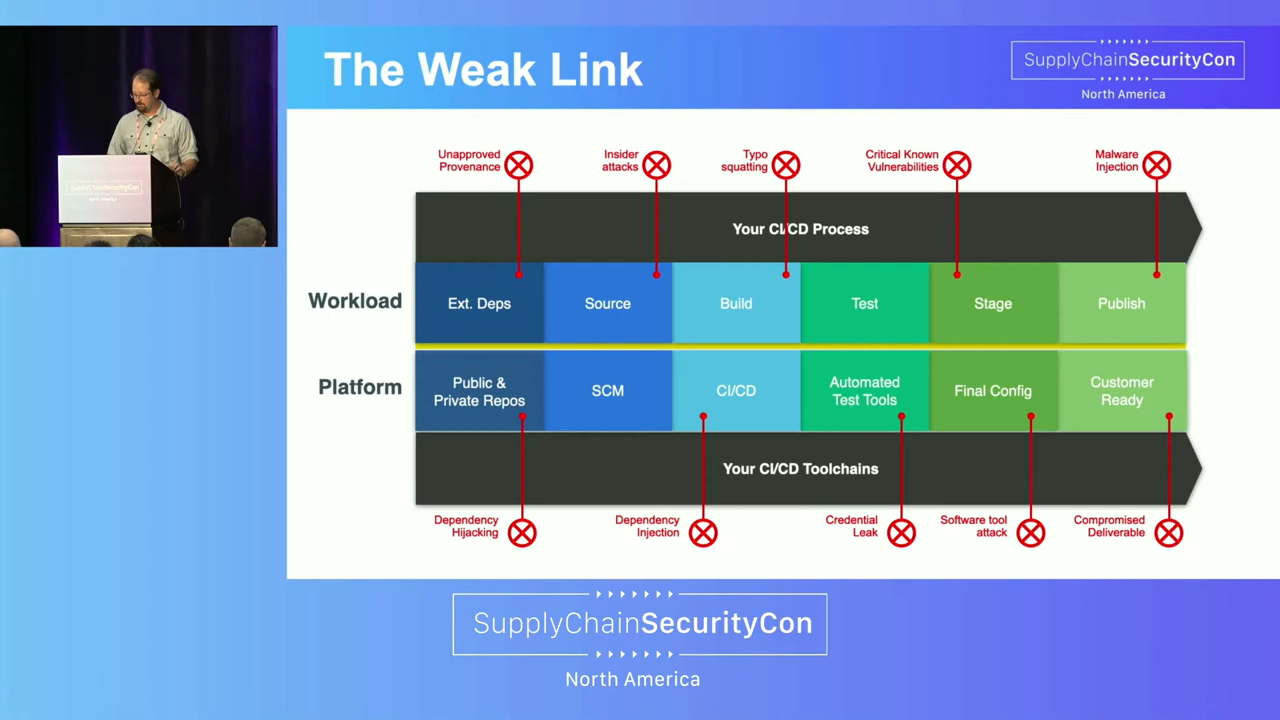 The Weak Link
SupplyChainSecurityCon
North America
Unapproved
Provenance
Insider
attacks
Typo
squatting
Critical Known
Vulnerabilities
Malware
Injection
Your CI/CD Process
Workload
Ext. Deps
Source
Build
Test
Stage
Publish
Platform
Public &
Private Repos
SCM
CI/CD
Automated
Test Tools
Final Config
Customer
Ready
Your CI/CD Toolchains
Dependency
Hijacking
Dependency
Injection
Credential
Leak
Software tool
attack
Compromised
Deliverable
SupplyChainSecurityCon
North America
SupplyChainSecurityCon
North America